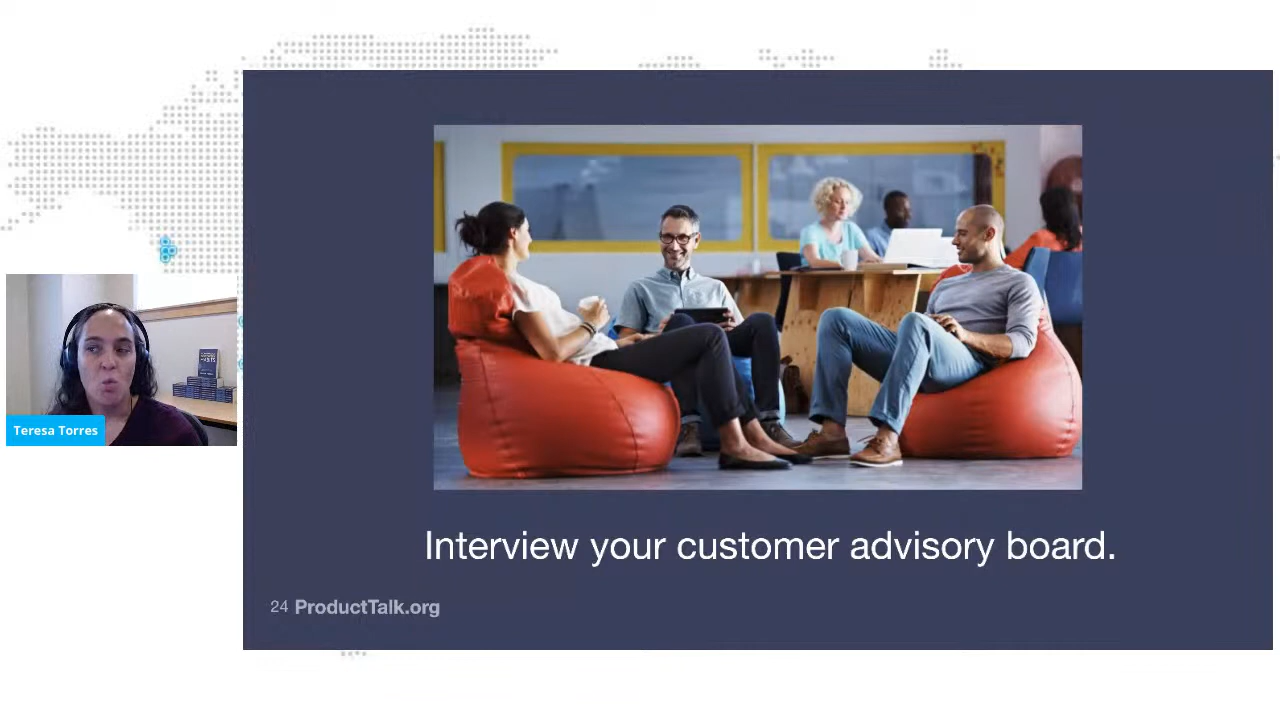 Interview your customer advisory board.
24 ProductTalk.org
Teresa Torres